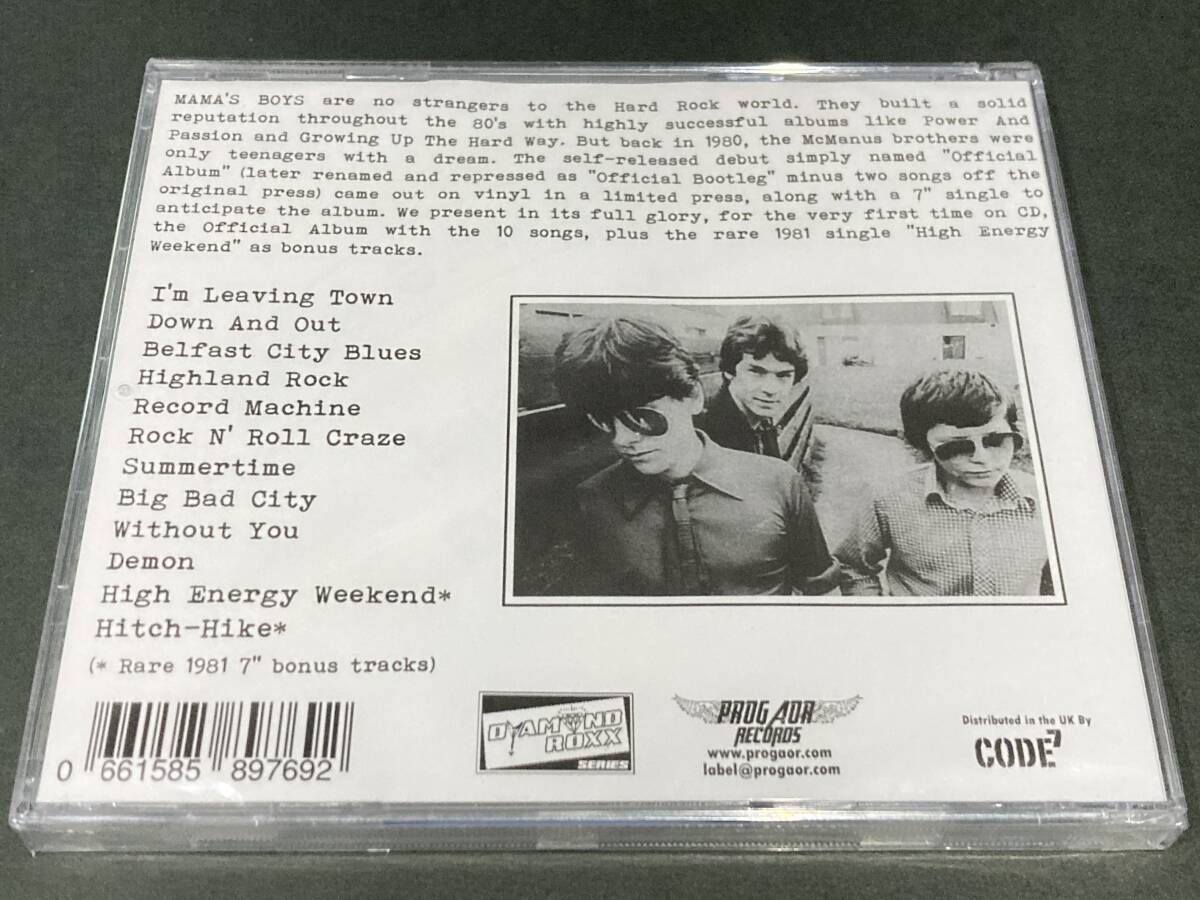 MAMA'S BOYS are no strangers to the Hard Rock world. They built a solid
reputation throughout the 80's with highly successful albums like Power And
Passion and Growing Up The Hard Way. But back in 1980, the McManus brothers were
only teenagers with a dream. The self-released debut simply named "Official
Album" (later renamed and repressed as "Official Bootleg" minus two songs off the
original press) came out on vinyl in a limited press, along with a 7" single to
anticipate the album. We present in its full glory, for the very first time on CD,
the Official Album with the 10 songs, plus the rare 1981 single "High Energy
Weekend" as bonus tracks.
I'm Leaving Town
Down And Out
Belfast City Blues
Highland Rock
Record Machine
Rock N' Roll Craze
Summertime
Big Bad City
Without You
Demon
High Energy Weekend*
Hitch-Hike*
(* Rare 1981 7" bonus tracks)
0 661585 897692
DYAMOND
ROXX
SERIES
PROG AOR
RECORDS
www.progaor.com
label@progaor.com
Distributed in the UK By
CODE7